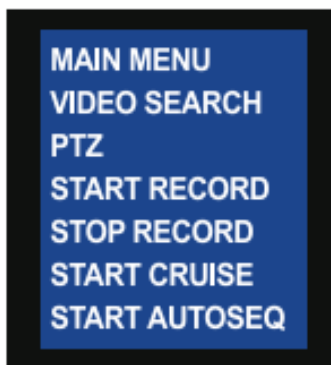 MAIN MENU
VIDEO SEARCH
PTZ
START RECORD
STOP RECORD
START CRUISE
START AUTOSEQ